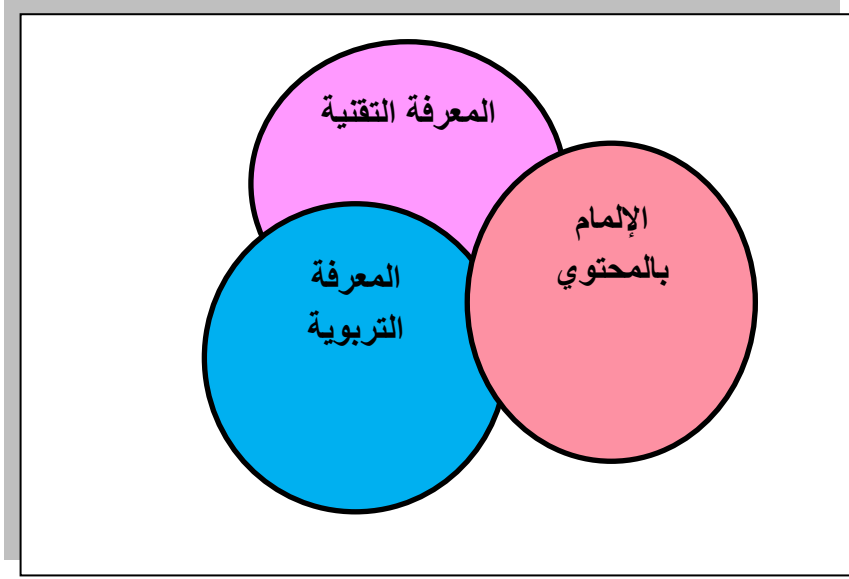 المعرفة التقنية
الإلمام
بالمحتوي
المعرفة
التربوية